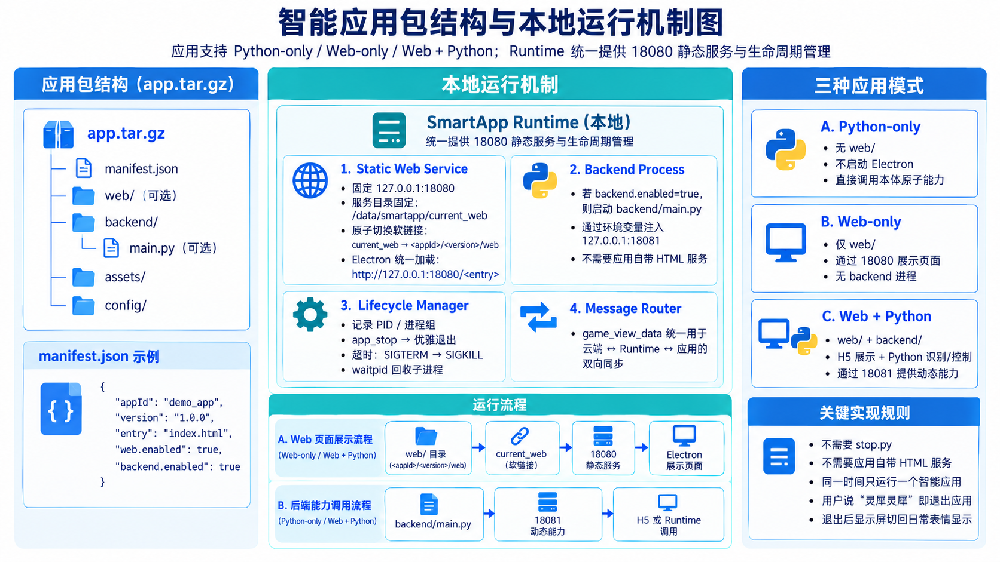 智能应用包结构与本地运行机制图
应用支持 Python-only / Web-only / Web + Python； Runtime 统一提供 18080 静态服务与生命周期管理
应用包结构（app.tar.gz）
app.tar.gz
manifest.json
web/（可选）
backend/
main.py（可选）
assets/
config/
manifest.json 示例
{ }
{
"appId": "demo_app",
"version": "1.0.0",
"entry": "index.html",
"web.enabled": true,
"backend.enabled": true
}
本地运行机制
SmartApp Runtime（本地）
统一提供 18080 静态服务与生命周期管理
1. Static Web Service
• 固定 127.0.0.1:18080
• 服务目录固定：
/data/smartapp/current_web
• 原子切换软链接：
current_web → <appId>/<version>/web
• Electron 统一加载：
http://127.0.0.1:18080/<entry>
2. Backend Process
• 若 backend.enabled=true，
则启动 backend/main.py
• 通过环境变量注入
127.0.0.1:18081
• 不需要应用自带 HTML 服务
3. Lifecycle Manager
• 记录 PID / 进程组
• app_stop → 优雅退出
• 超时：SIGTERM → SIGKILL
• waitpid 回收子进程
4. Message Router
• game_view_data 统一用于
云端 ↔ Runtime ↔ 应用的
双向同步
运行流程
A. Web 页面展示流程
(Web-only / Web + Python)
web/ 目录
(<appId>/<version>/web)
current_web
(软链接)
18080
静态服务
Electron
展示页面
B. 后端能力调用流程
(Python-only / Web + Python)
backend/main.py
18081
动态能力
H5 或 Runtime
调用
三种应用模式
A. Python-only
• 无 web/
• 不启动 Electron
• 直接调用本体原子能力
B. Web-only
• 仅 web/
• 通过 18080 展示页面
• 无 backend 进程
C. Web + Python
• web/ + backend/
• H5 展示 + Python 识别/控制
• 通过 18081 提供动态能力
关键实现规则
• 不需要 stop.py
• 不需要应用自带 HTML 服务
• 同一时间只运行一个智能应用
• 用户说“灵犀灵犀”即退出应用
• 退出后显示屏切回日常表情显示